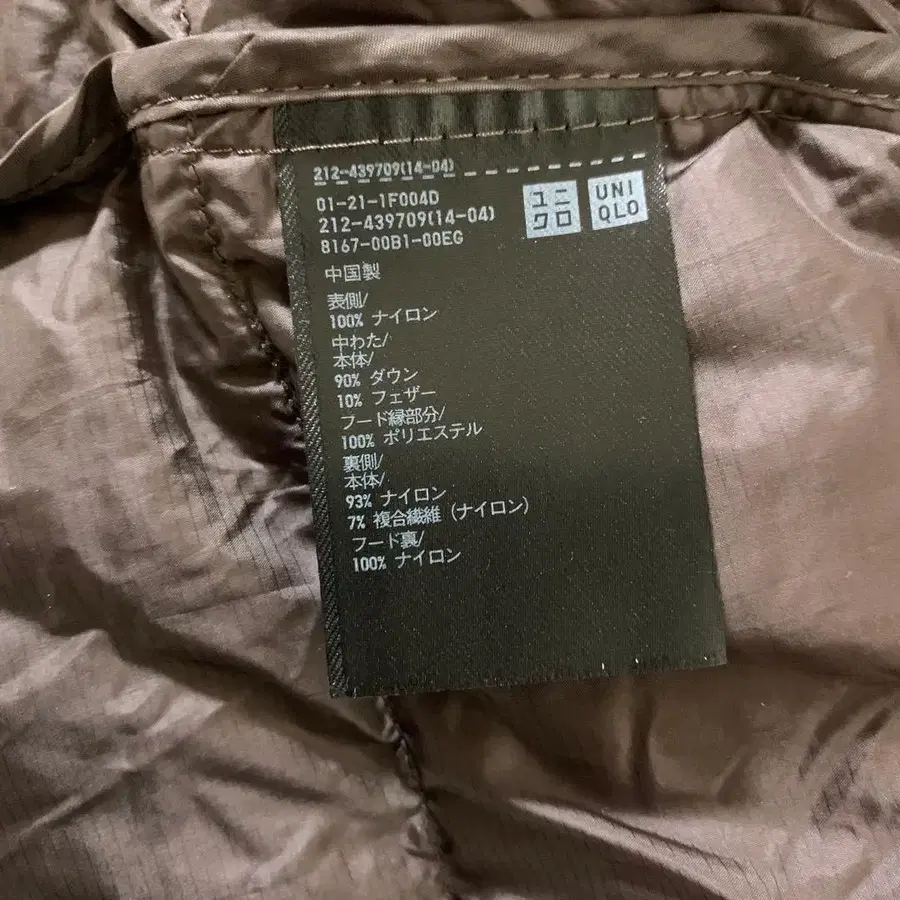 212-439709(14-04)
ユニ
クロ
UNI
QLO
01-21-1F004D
212-439709(14-04)
8167-00B1-00EG
中国製
表側/
100% ナイロン
中わた/
本体/
90% ダウン
10% フェザー
フード縁部分/
100% ポリエステル
裏側/
本体/
93% ナイロン
7% 複合繊維（ナイロン）
フード裏/
100% ナイロン